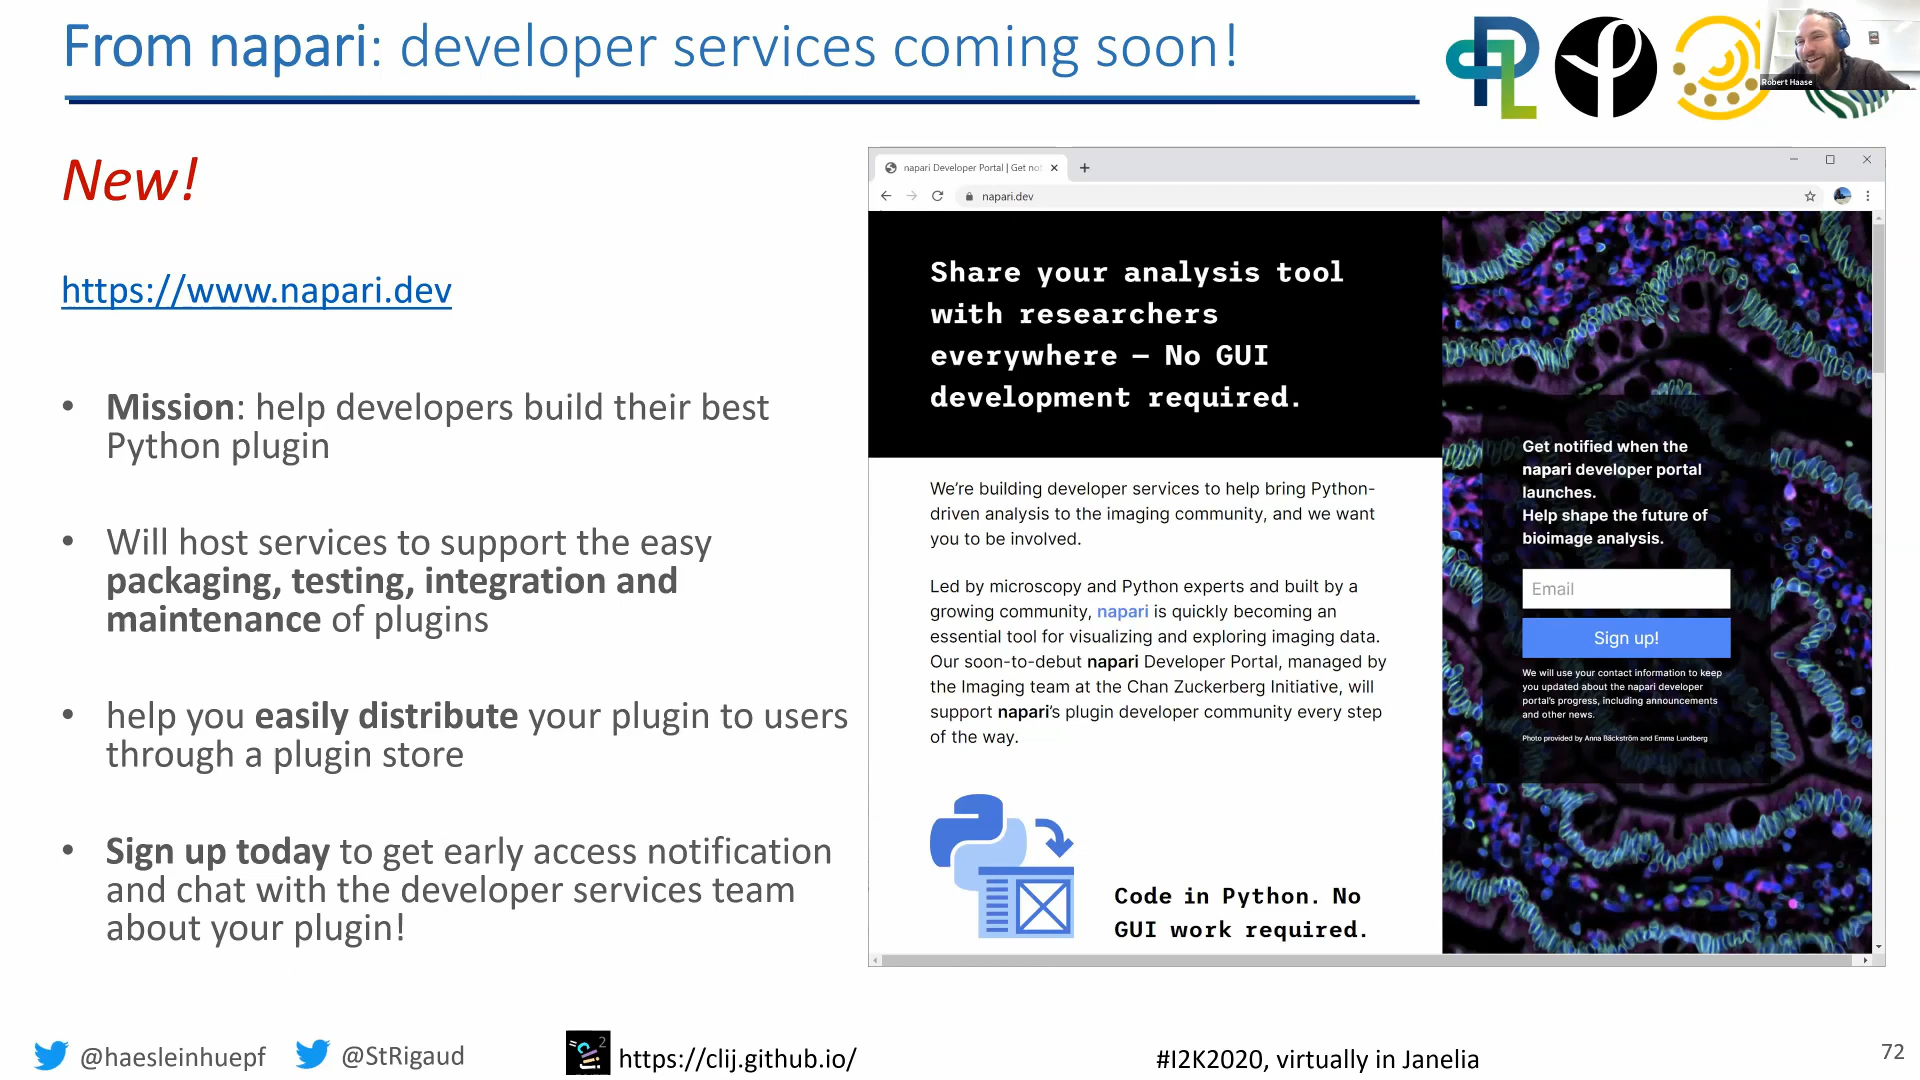 From napari: developer services coming soon!
Robert Haase
New!
https://www.napari.dev
• Mission: help developers build their best
Python plugin
• Will host services to support the easy
packaging, testing, integration and
maintenance of plugins
• help you easily distribute your plugin to users
through a plugin store
• Sign up today to get early access notification
and chat with the developer services team
about your plugin!
napari Developer Portal | Get no
napari.dev
Share your analysis tool
with researchers
everywhere — No GUI
development required.
We’re building developer services to help bring Python-
driven analysis to the imaging community, and we want
you to be involved.
Led by microscopy and Python experts and built by a
growing community, napari is quickly becoming an
essential tool for visualizing and exploring imaging data.
Our soon-to-debut napari Developer Portal, managed by
the Imaging team at the Chan Zuckerberg Initiative, will
support napari’s plugin developer community every step
of the way.
Code in Python. No
GUI work required.
Get notified when the
napari developer portal
launches.
Help shape the future of
bioimage analysis.
Email
Sign up!
We will use your contact information to keep
you updated about the napari developer
portal’s progress, including announcements
and other news.
Photo provided by Anna Bäckström and Emma Lundberg
@haesleinhuepf
@StRigaud
https://clij.github.io/
#I2K2020, virtually in Janelia
72